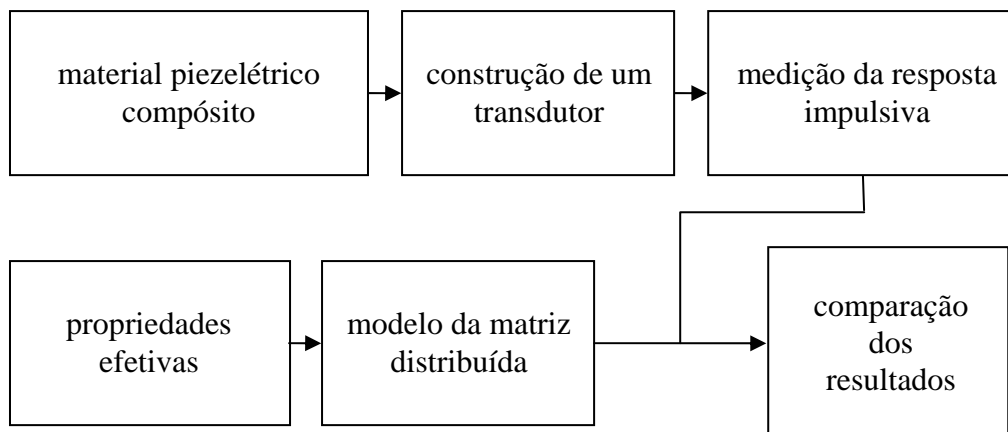 material piezelétrico
compósito
construção de um
transdutor
medição da resposta
impulsiva
propriedades
efetivas
modelo da matriz
distribuída
comparação
dos
resultados